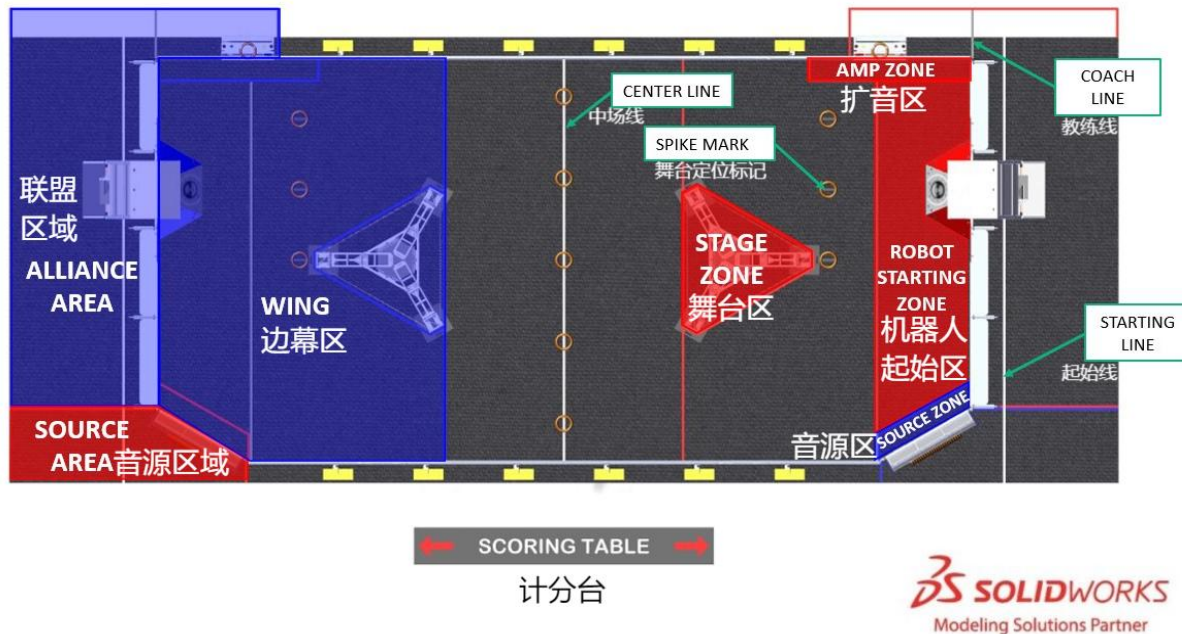 AMP ZONE
扩音区
CENTER LINE
中场线
COACH
LINE
教练线
SPIKE MARK
舞台定位标记
联盟
区域
ALLIANCE
AREA
WING
边幕区
STAGE
ZONE
舞台区
ROBOT
STARTING
ZONE
机器人
起始区
STARTING
LINE
起始线
SOURCE
AREA音源区域
音源区
SOURCE ZONE
SCORING TABLE
计分台
SOLIDWORKS
Modeling Solutions Partner